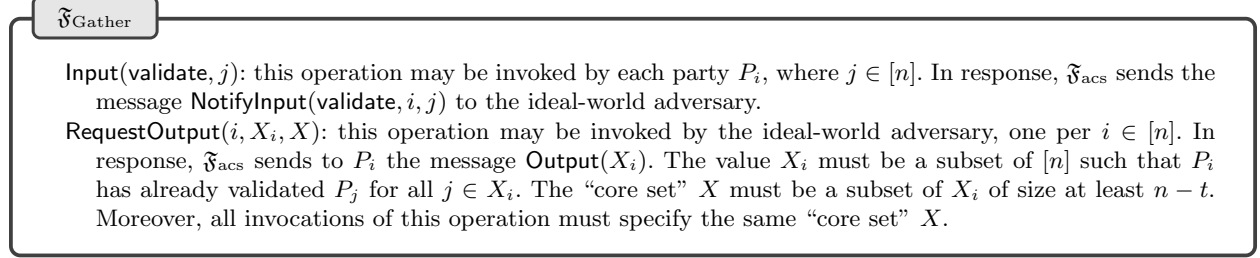 𝔉Gather
Input(validate, j): this operation may be invoked by each party Pᵢ, where j ∈ [n]. In response, 𝔉acs sends the
message NotifyInput(validate, i, j) to the ideal-world adversary.
RequestOutput(i, Xᵢ, X): this operation may be invoked by the ideal-world adversary, one per i ∈ [n]. In
response, 𝔉acs sends to Pᵢ the message Output(Xᵢ). The value Xᵢ must be a subset of [n] such that Pᵢ
has already validated Pⱼ for all j ∈ Xᵢ. The “core set” X must be a subset of Xᵢ of size at least n − t.
Moreover, all invocations of this operation must specify the same “core set” X.